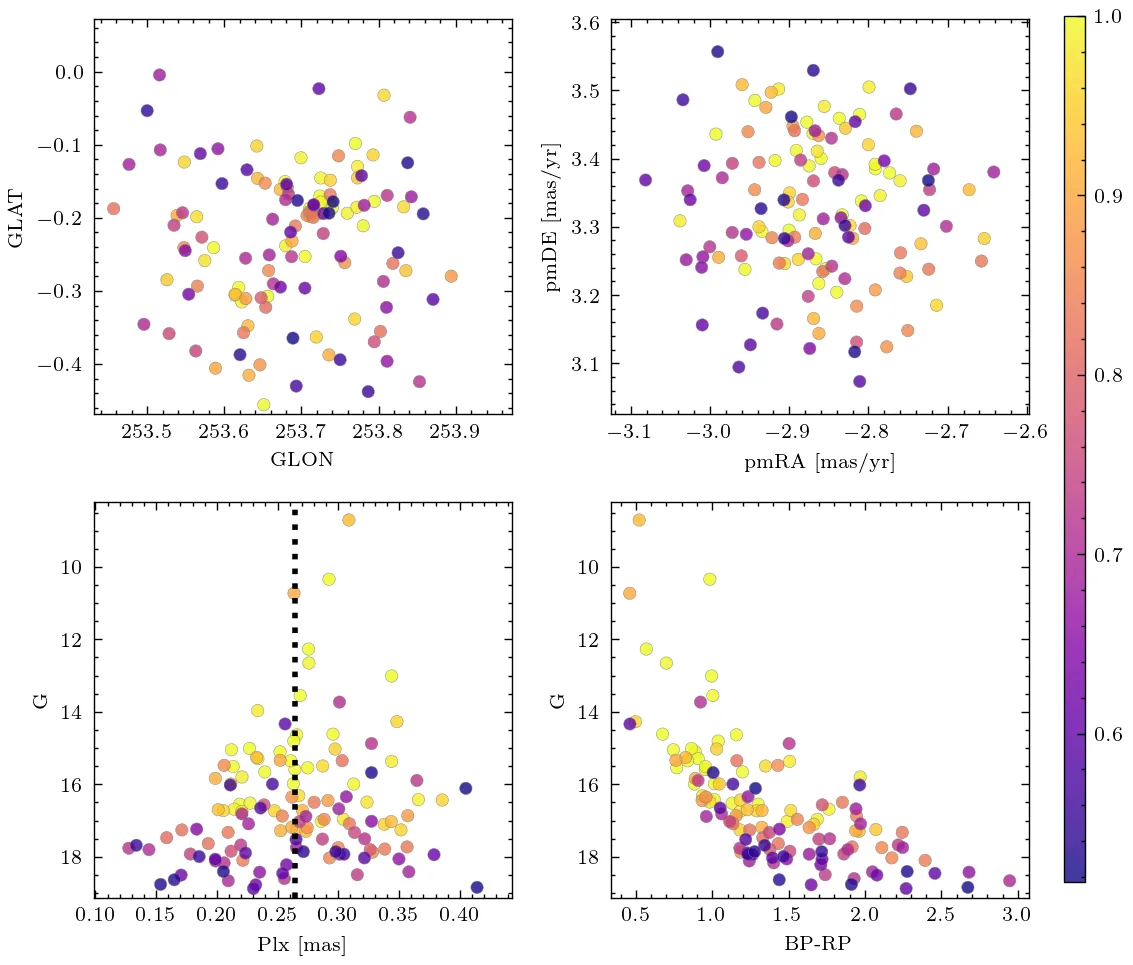 0.0
−0.1
−0.2
−0.3
−0.4
GLAT
253.5 253.6 253.7 253.8 253.9
GLON
3.6
3.5
3.4
3.3
3.2
3.1
pmDE [mas/yr]
−3.1 −3.0 −2.9 −2.8 −2.7 −2.6
pmRA [mas/yr]
10
12
14
16
18
G
0.10 0.15 0.20 0.25 0.30 0.35 0.40
Plx [mas]
10
12
14
16
18
G
0.5 1.0 1.5 2.0 2.5 3.0
BP-RP
1.0
0.9
0.8
0.7
0.6